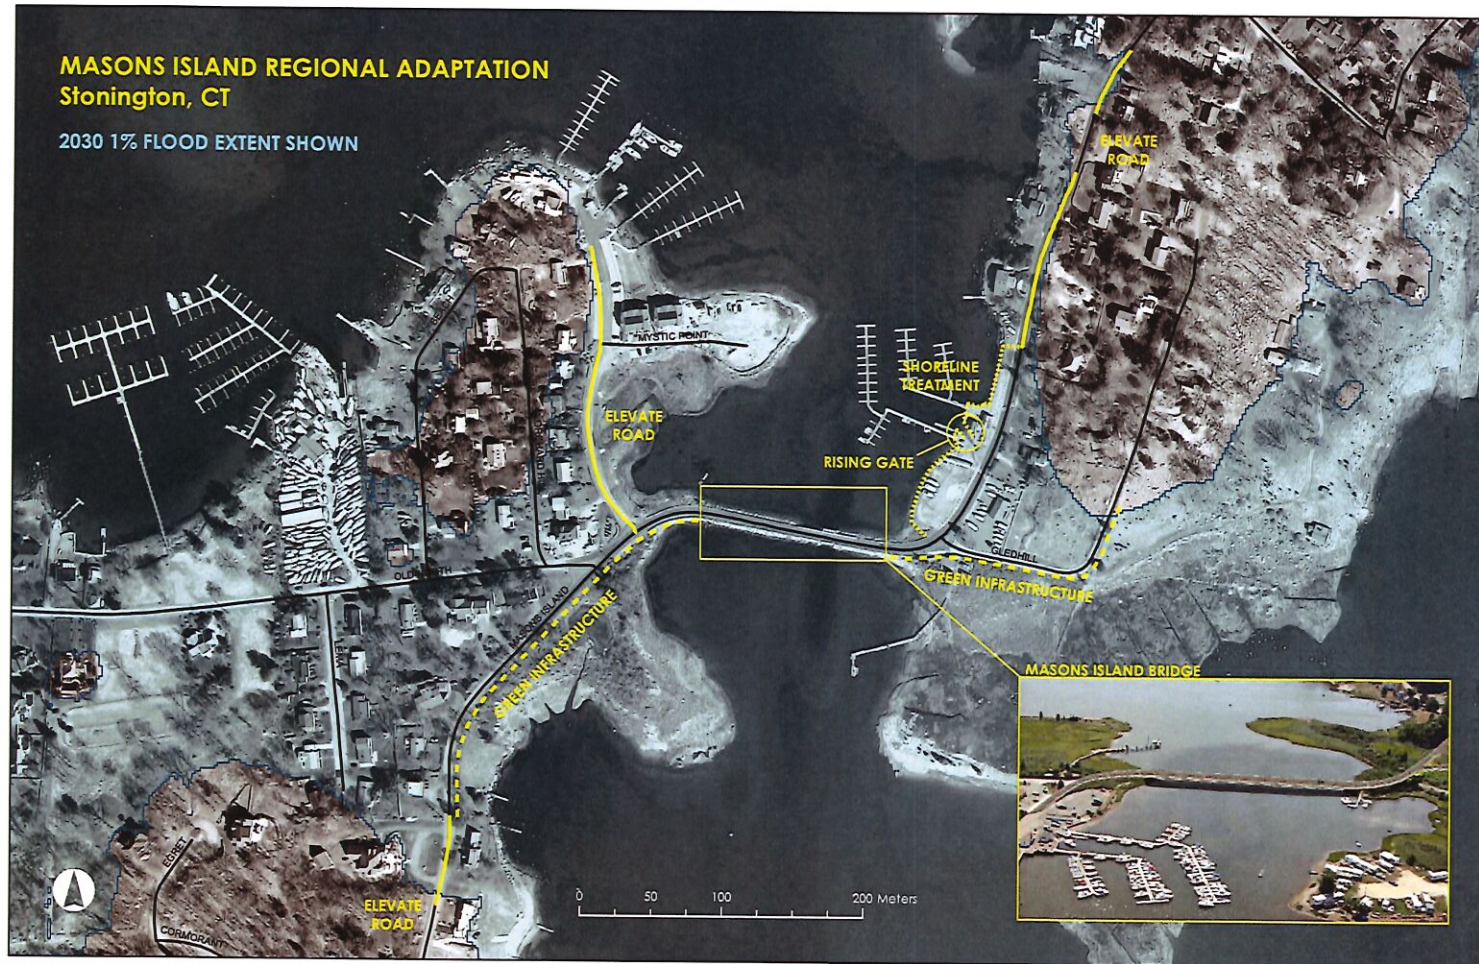 MASONS ISLAND REGIONAL ADAPTATION
Stonington, CT
2030 1% FLOOD EXTENT SHOWN
ELEVATE
ROAD
MYSTIC POINT
SHORELINE
TREATMENT
ELEVATE
ROAD
RISING GATE
GLEDHILL
GREEN INFRASTRUCTURE
MASONS ISLAND
GREEN INFRASTRUCTURE
MASONS ISLAND BRIDGE
EGRET
CORMORANT
ELEVATE
ROAD
0 50 100 200 Meters